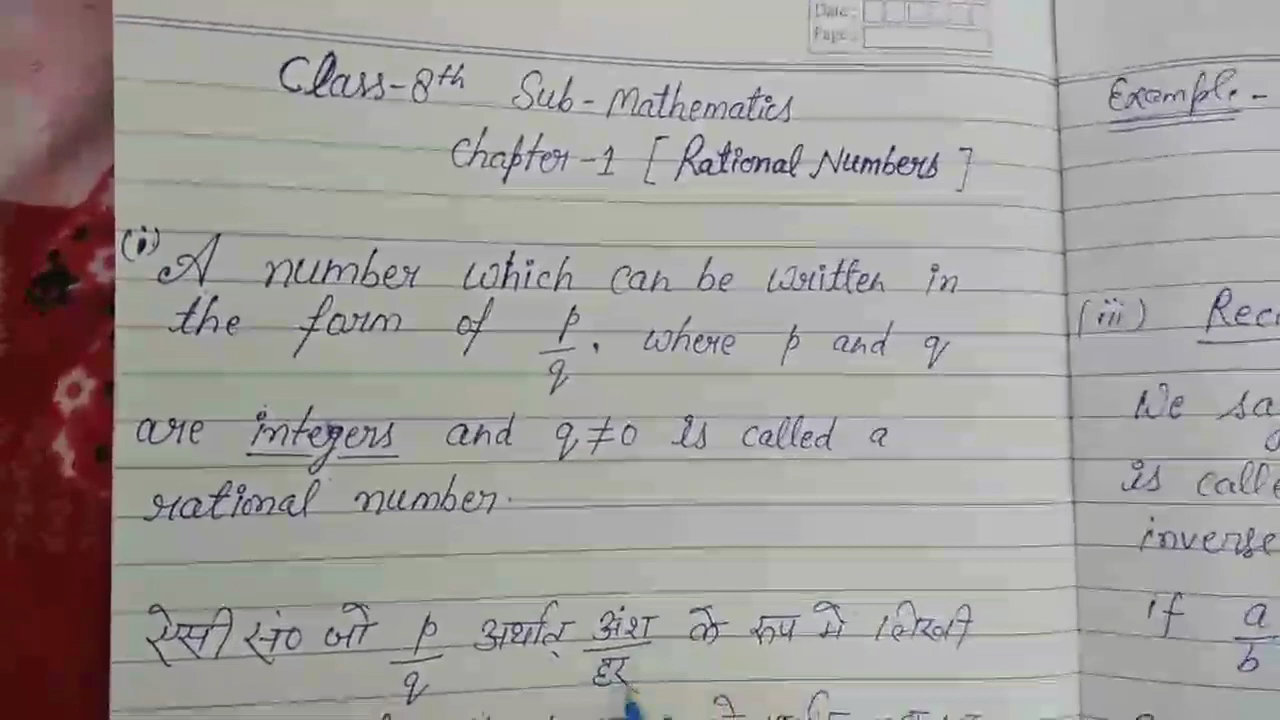 Date:
Page:
Class-8th Sub-Mathematics
Chapter-1 [Rational Numbers]
(i) A number which can be written in
the form of p/q, where p and q
are integers and q≠0 is called a
rational number.
ऐसी सं० जो p/q अर्थात् अंश/हर के रूप मे लिखी
Example.-
(iii) Rec
We sa
is calle
inverse
if a/b